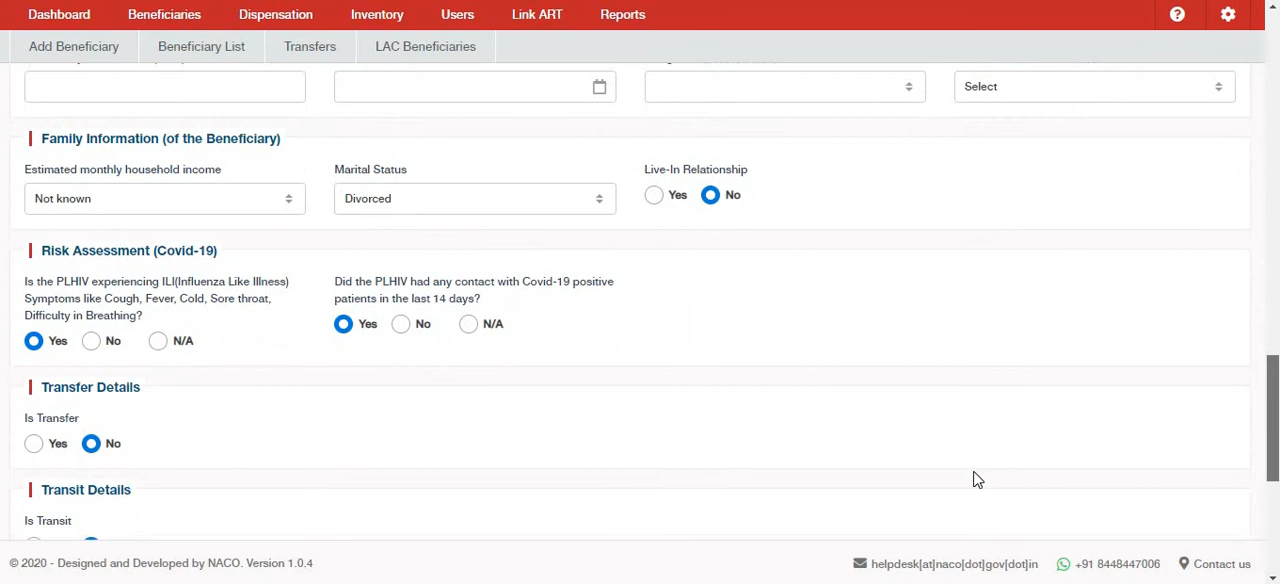 Dashboard Beneficiaries Dispensation Inventory Users Link ART Reports
Add Beneficiary Beneficiary List Transfers LAC Beneficiaries
Select
Family Information (of the Beneficiary)
Estimated monthly household income Marital Status Live-In Relationship
Not known Divorced Yes No
Risk Assessment (Covid-19)
Is the PLHIV experiencing ILI(Influenza Like Illness)
Symptoms like Cough, Fever, Cold, Sore throat,
Difficulty in Breathing?
Yes No N/A
Did the PLHIV had any contact with Covid-19 positive
patients in the last 14 days?
Yes No N/A
Transfer Details
Is Transfer
Yes No
Transit Details
Is Transit
© 2020 - Designed and Developed by NACO. Version 1.0.4 helpdesk[at]naco[dot]gov[dot]in +91 8448447006 Contact us